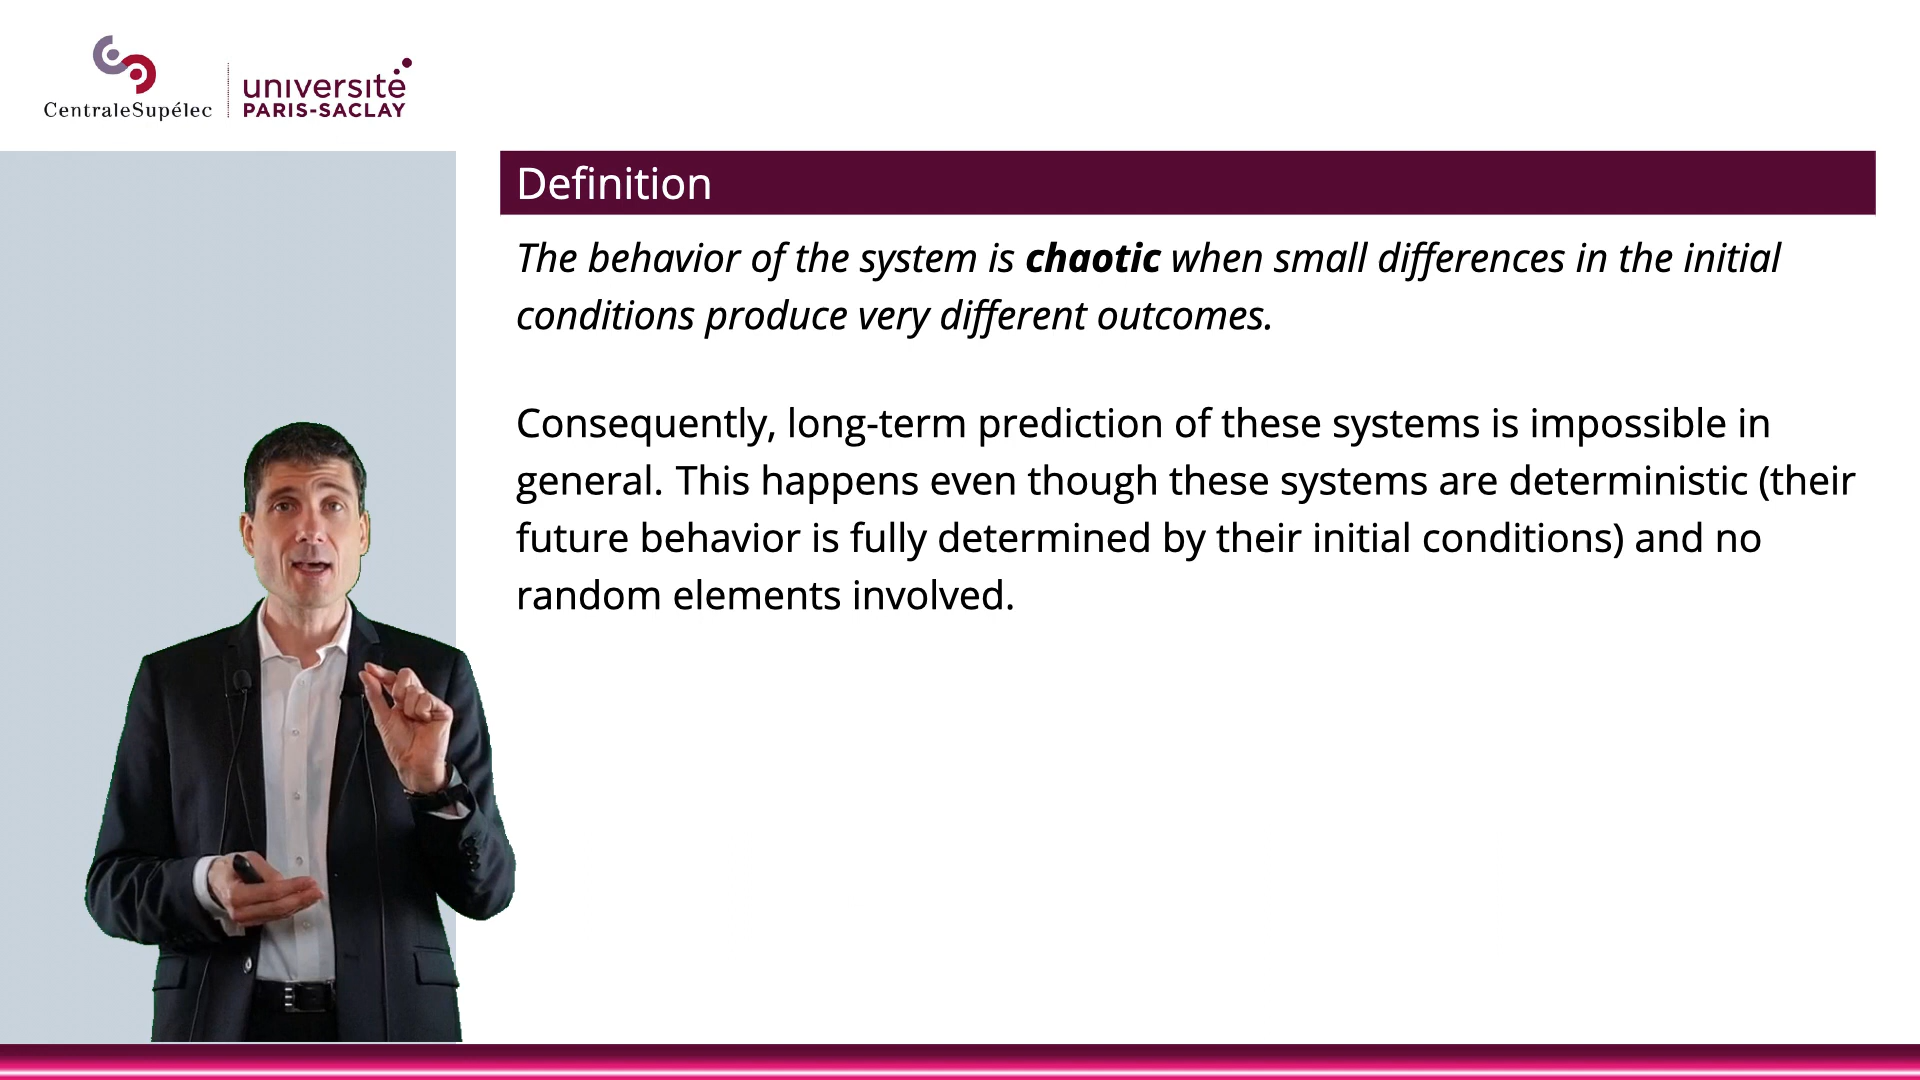 CentraleSupélec
université
PARIS-SACLAY
Definition
The behavior of the system is chaotic when small differences in the initial
conditions produce very different outcomes.
Consequently, long-term prediction of these systems is impossible in
general. This happens even though these systems are deterministic (their
future behavior is fully determined by their initial conditions) and no
random elements involved.